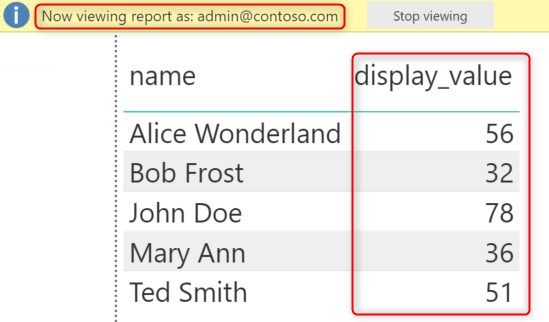 Now viewing report as: admin@contoso.com Stop viewing
name display_value
Alice Wonderland 56
Bob Frost 32
John Doe 78
Mary Ann 36
Ted Smith 51